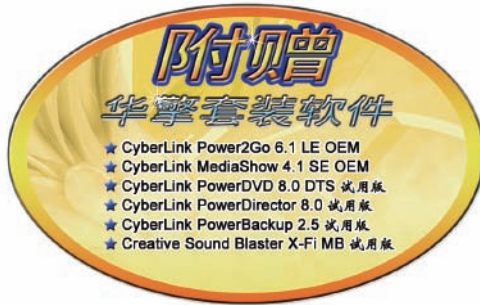 附赠
华擎套装软件
★ CyberLink Power2Go 6.1 LE OEM
★ CyberLink MediaShow 4.1 SE OEM
★ CyberLink PowerDVD 8.0 DTS 试用版
★ CyberLink PowerDirector 8.0 试用版
★ CyberLink PowerBackup 2.5 试用版
★ Creative Sound Blaster X-Fi MB 试用版